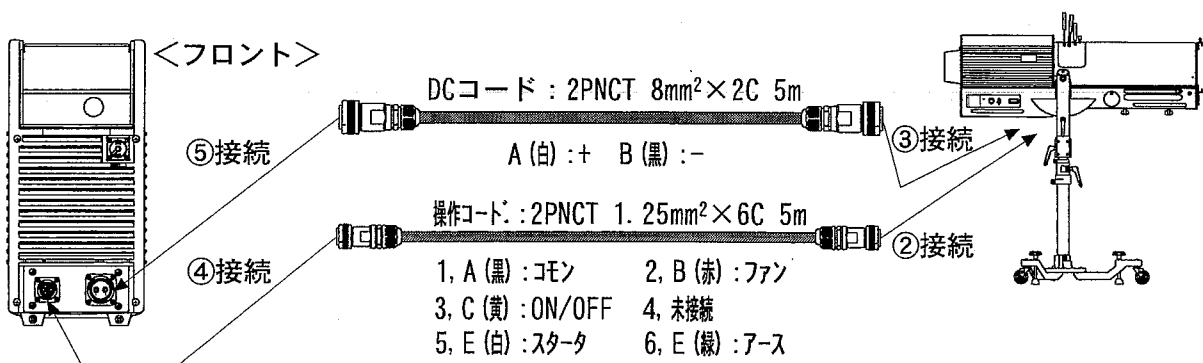 ＜フロント＞
DCコード : 2PNCT 8mm²×2C 5m
A (白) :+ B (黒) :-
⑤接続
③接続
操作コード : 2PNCT 1. 25mm²×6C 5m
④接続
②接続
1, A (黒) :コモン 2, B (赤) :ファン
3, C (黄) :ON/OFF 4, 未接続
5, E (白) :スタータ 6, E (緑) :アース